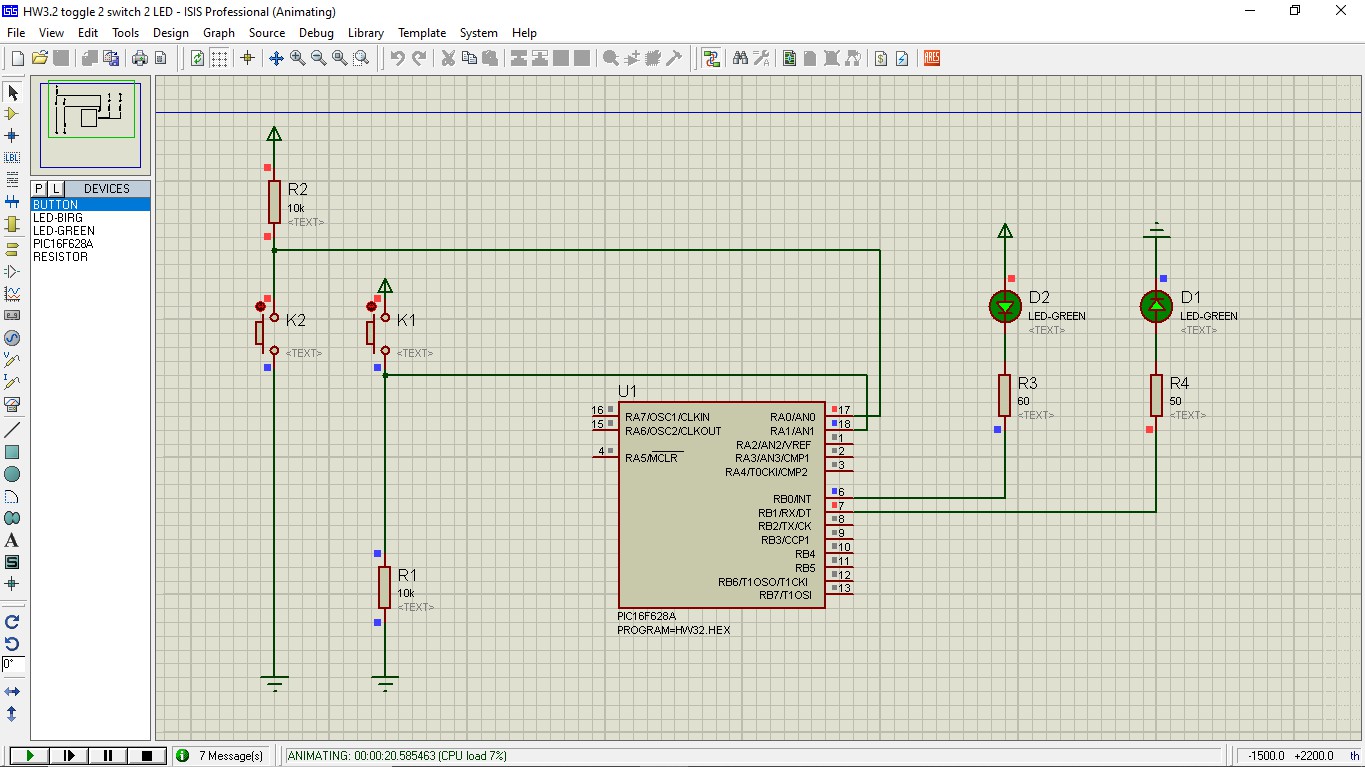 HW3.2 toggle 2 switch 2 LED - ISIS Professional (Animating)
File View Edit Tools Design Graph Source Debug Library Template System Help
ARES
LBL
P L DEVICES
BUTTON
LED-BIRG
LED-GREEN
PIC16F628A
RESISTOR
A
S
0°
R2
10k
<TEXT>
K2
<TEXT>
K1
<TEXT>
R1
10k
<TEXT>
D2
LED-GREEN
<TEXT>
D1
LED-GREEN
<TEXT>
R3
60
<TEXT>
R4
50
<TEXT>
U1
16 RA7/OSC1/CLKIN RA0/AN0 17
15 RA6/OSC2/CLKOUT RA1/AN1 18
RA2/AN2/VREF 1
4 RA5/MCLR RA3/AN3/CMP1 2
RA4/T0CKI/CMP2 3
RB0/INT 6
RB1/RX/DT 7
RB2/TX/CK 8
RB3/CCP1 9
RB4 10
RB5 11
RB6/T1OSO/T1CKI 12
RB7/T1OSI 13
PIC16F628A
PROGRAM=HW32.HEX
7 Message(s) ANIMATING: 00:00:20.585463 (CPU load 7%) -1500.0 +2200.0 th